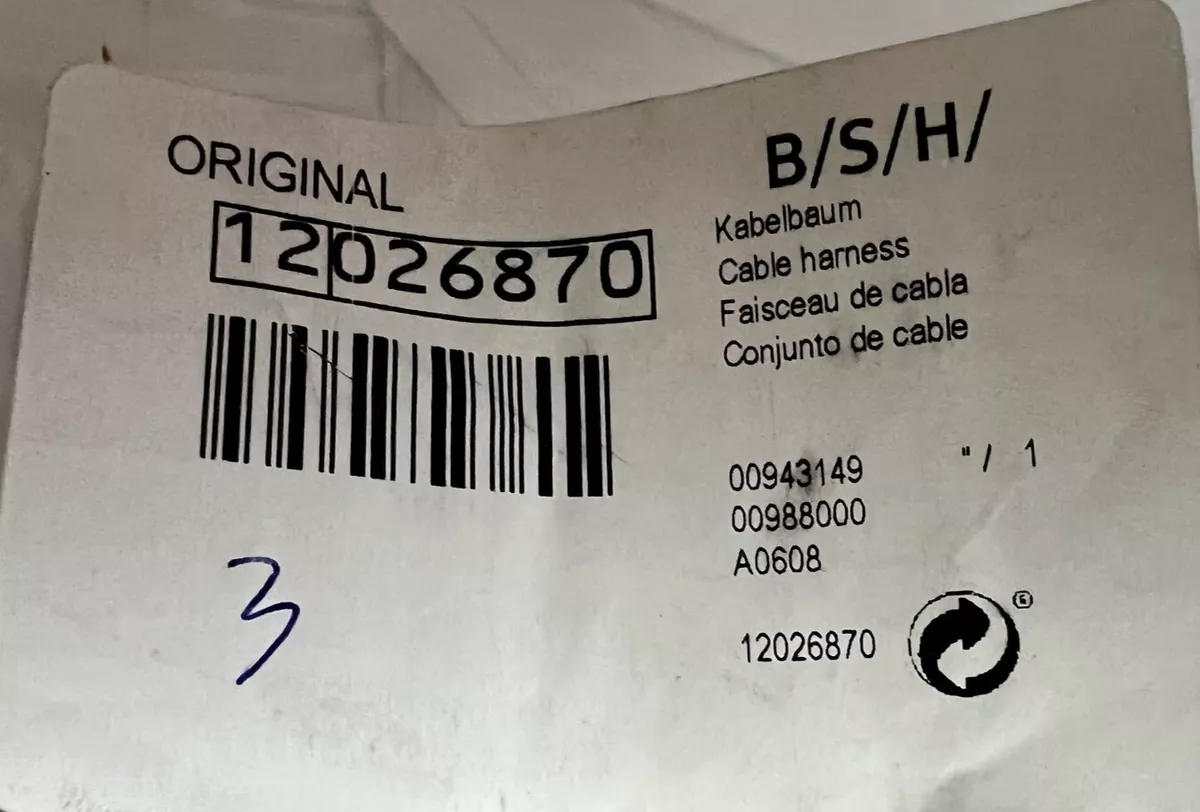 ORIGINAL
12026870
3
B/S/H/
Kabelbaum
Cable harness
Faisceau de cabla
Conjunto de cable
00943149 "/ 1
00988000
A0608
12026870